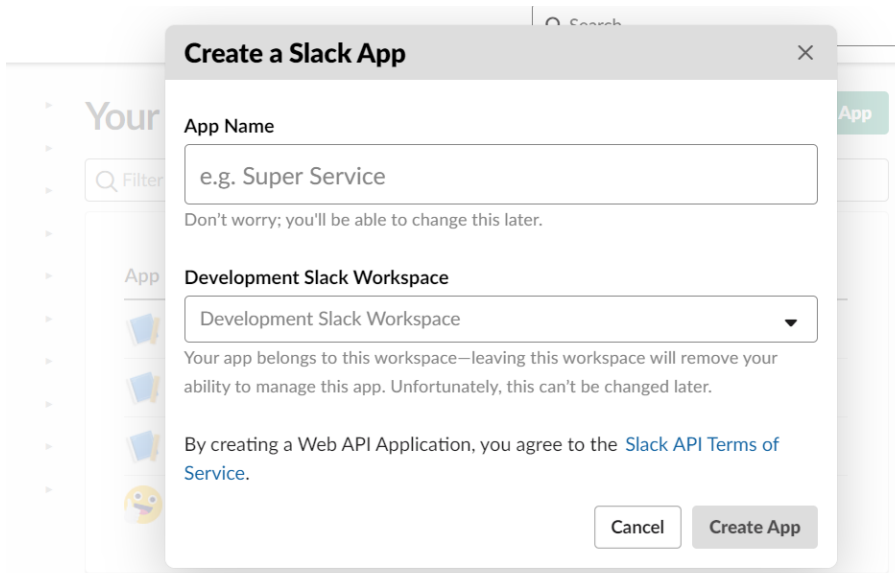 Search
Create a Slack App
Your
App
App Name
Filter
e.g. Super Service
Don't worry; you'll be able to change this later.
App
Development Slack Workspace
Development Slack Workspace
Your app belongs to this workspace—leaving this workspace will remove your
ability to manage this app. Unfortunately, this can't be changed later.
By creating a Web API Application, you agree to the Slack API Terms of
Service.
Cancel
Create App